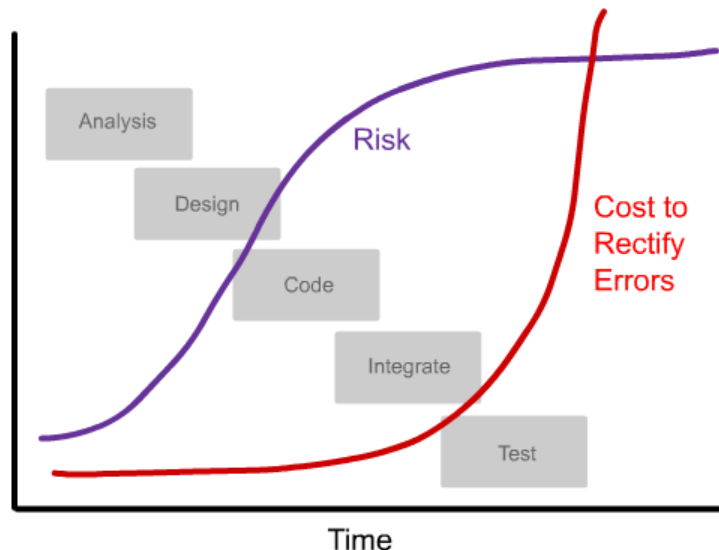 Analysis
Risk
Design
Cost to
Rectify
Errors
Code
Integrate
Test
Time